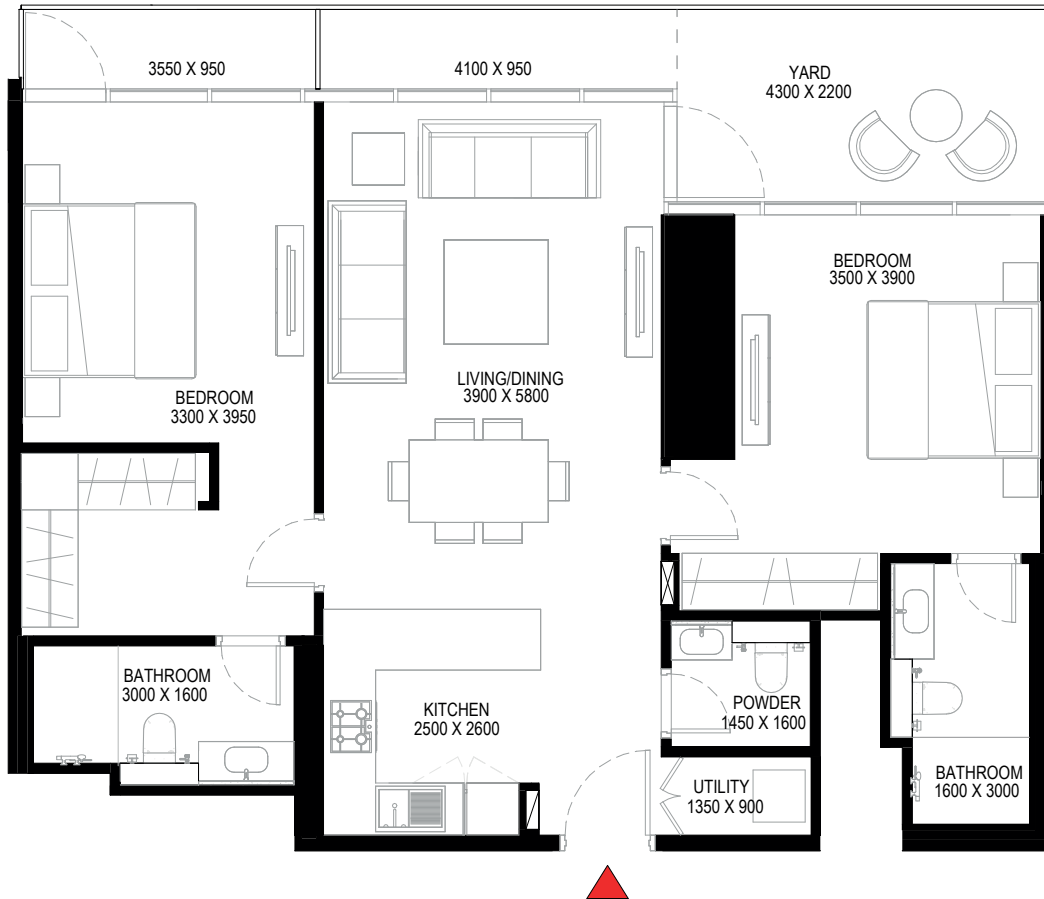 3550 X 950
4100 X 950
YARD
4300 X 2200
BEDROOM
3500 X 3900
LIVING/DINING
3900 X 5800
BEDROOM
3300 X 3950
BATHROOM
3000 X 1600
KITCHEN
2500 X 2600
POWDER
1450 X 1600
UTILITY
1350 X 900
BATHROOM
1600 X 3000